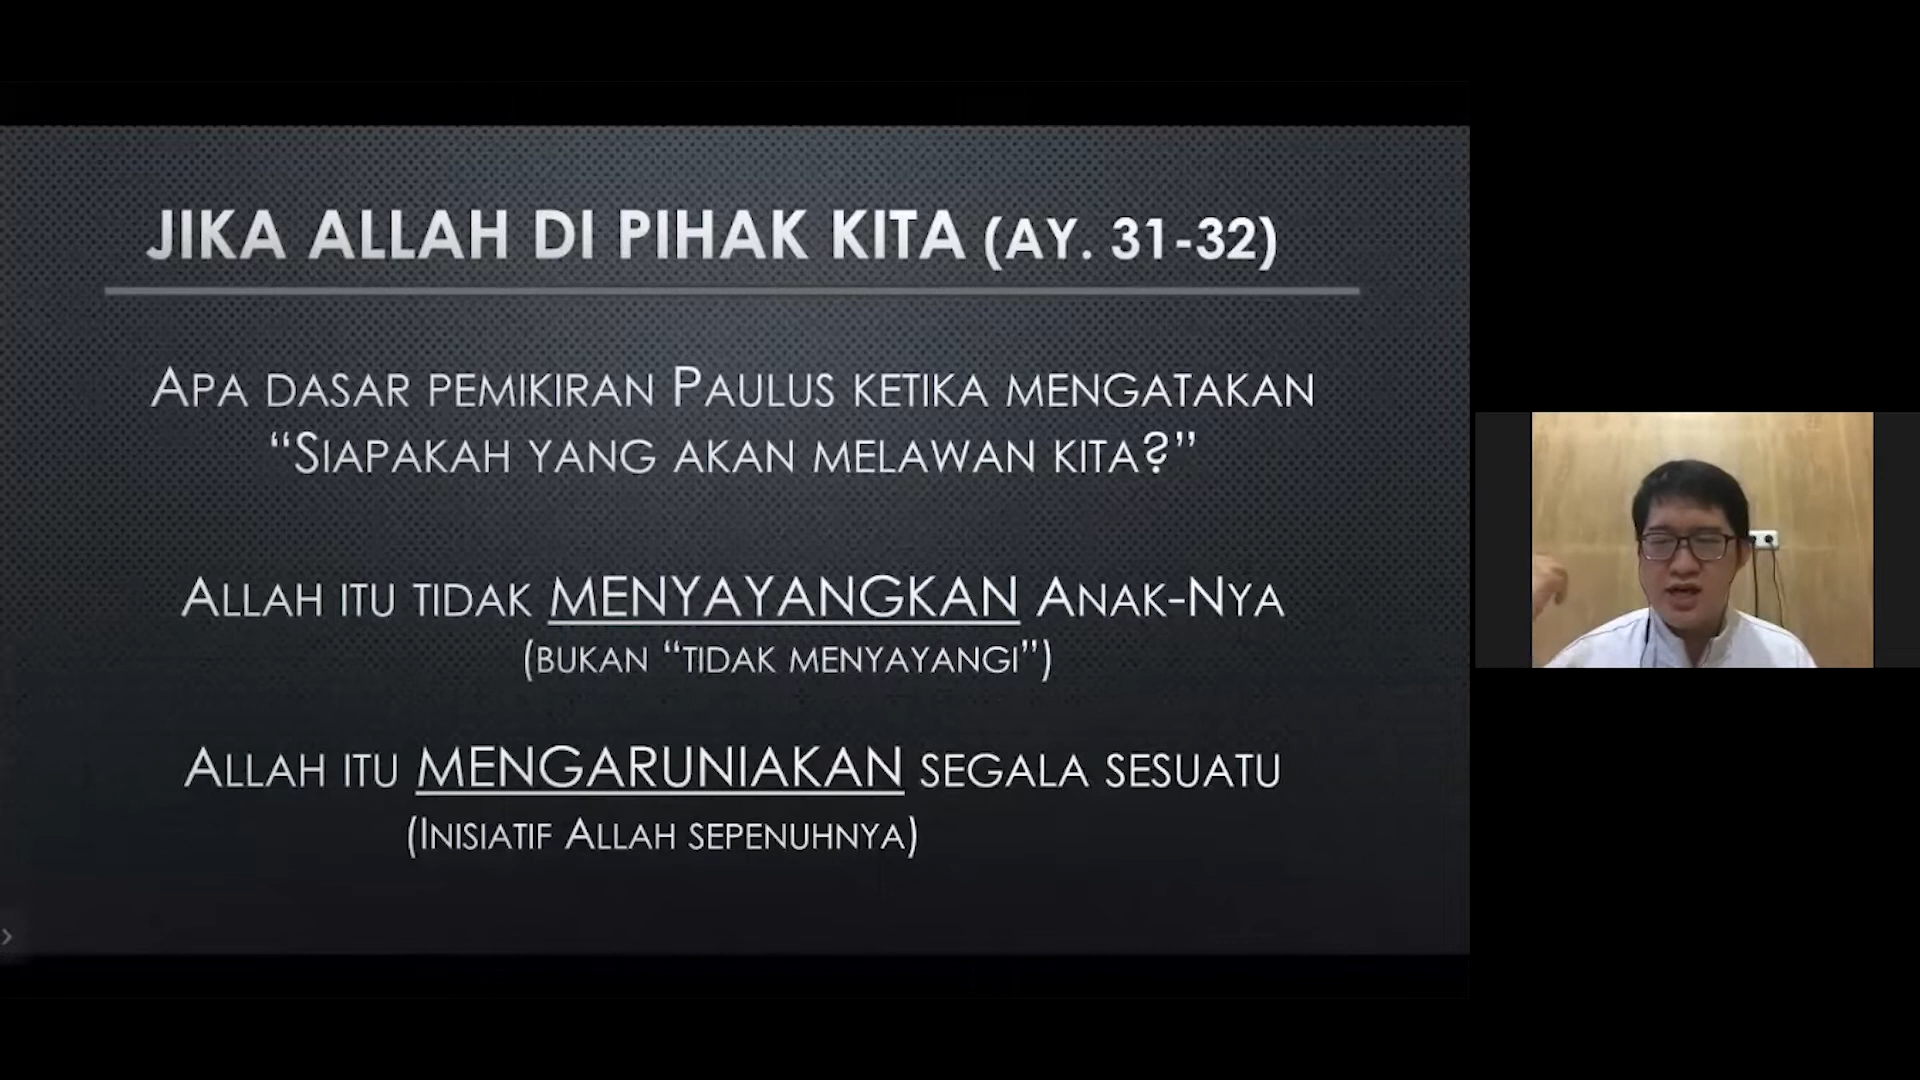 JIKA ALLAH DI PIHAK KITA (AY. 31-32)
APA DASAR PEMIKIRAN PAULUS KETIKA MENGATAKAN
“SIAPAKAH YANG AKAN MELAWAN KITA?”
ALLAH ITU TIDAK MENYAYANGKAN ANAK-NYA
(BUKAN “TIDAK MENYAYANGI”)
ALLAH ITU MENGARUNIAKAN SEGALA SESUATU
(INISIATIF ALLAH SEPENUHNYA)